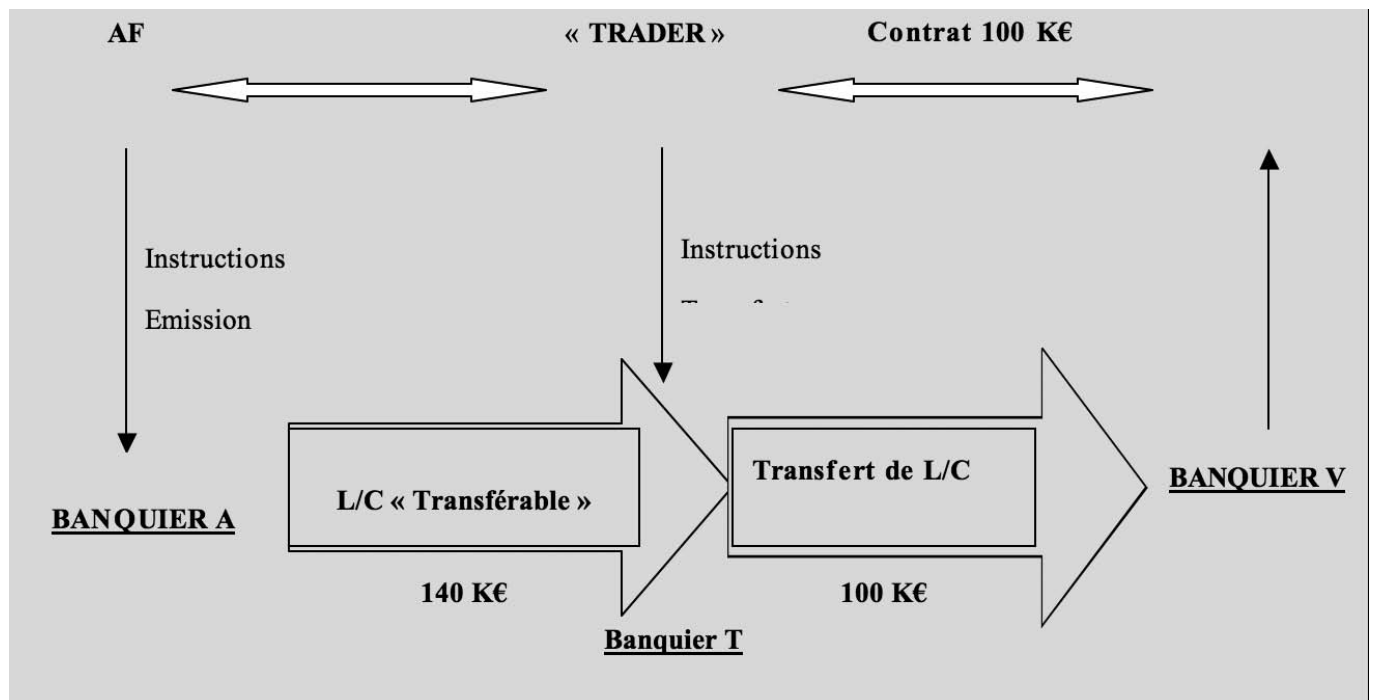 AF
« TRADER »
Contrat 100 K€
Instructions
Emission
Instructions
L/C « Transférable »
Transfert de L/C
BANQUIER A
BANQUIER V
140 K€
100 K€
Banquier T